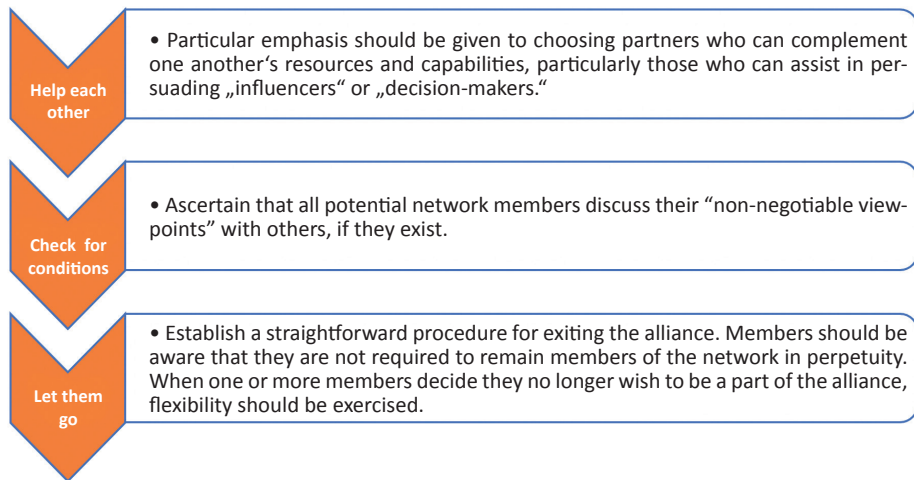 Help each
other
• Particular emphasis should be given to choosing partners who can complement
one another‘s resources and capabilities, particularly those who can assist in per-
suading „influencers“ or „decision-makers.“
Check for
conditions
• Ascertain that all potential network members discuss their “non-negotiable view-
points” with others, if they exist.
Let them
go
• Establish a straightforward procedure for exiting the alliance. Members should be
aware that they are not required to remain members of the network in perpetuity.
When one or more members decide they no longer wish to be a part of the alliance,
flexibility should be exercised.